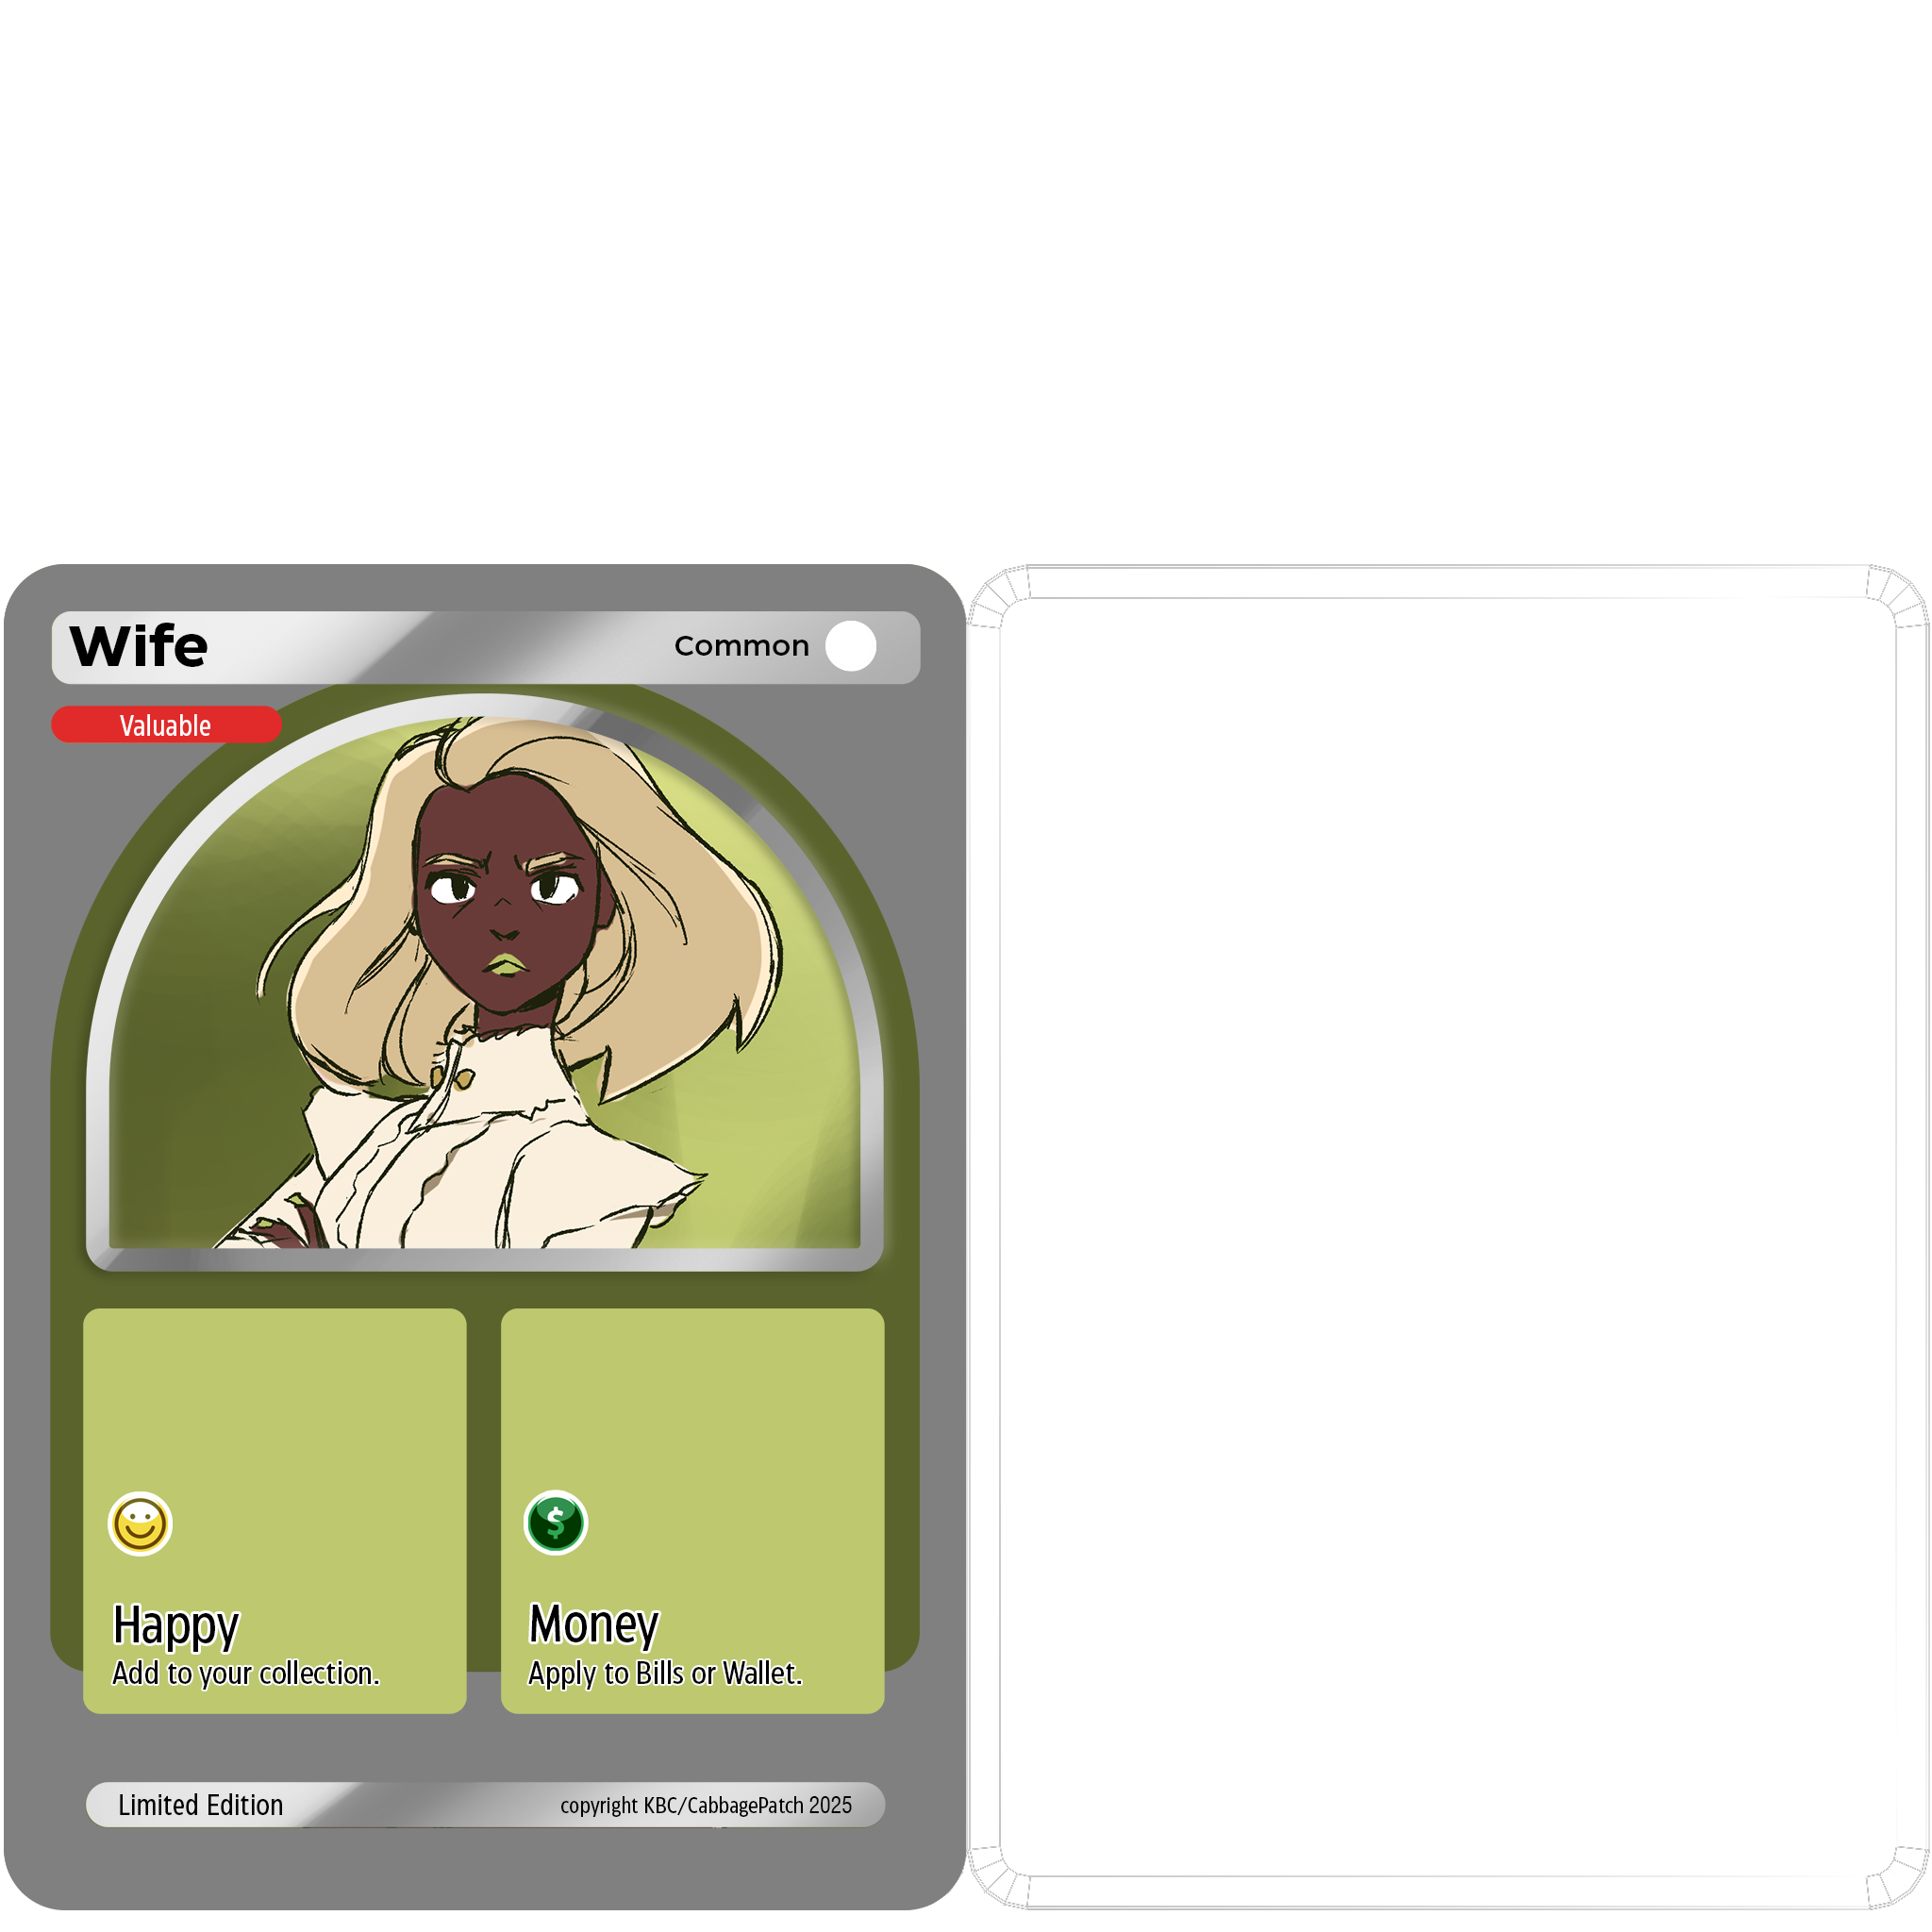 Wife
Common
Valuable
$
Happy
Add to your collection.
Money
Apply to Bills or Wallet.
Limited Edition
copyright KBC/CabbagePatch 2025